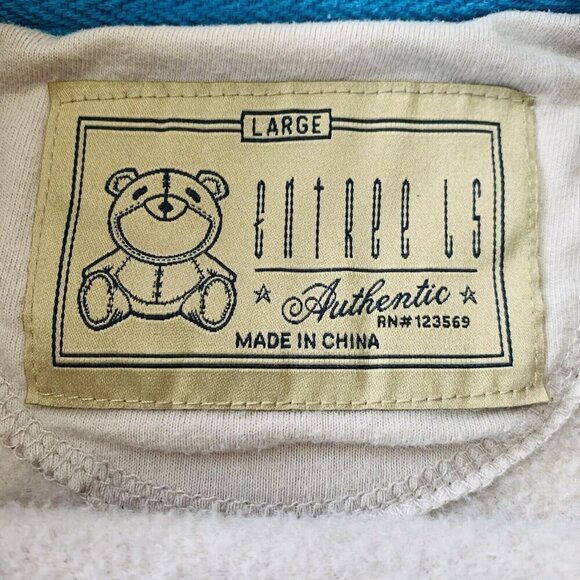 LARGE
ENTREE LS
Authentic
RN# 123569
MADE IN CHINA